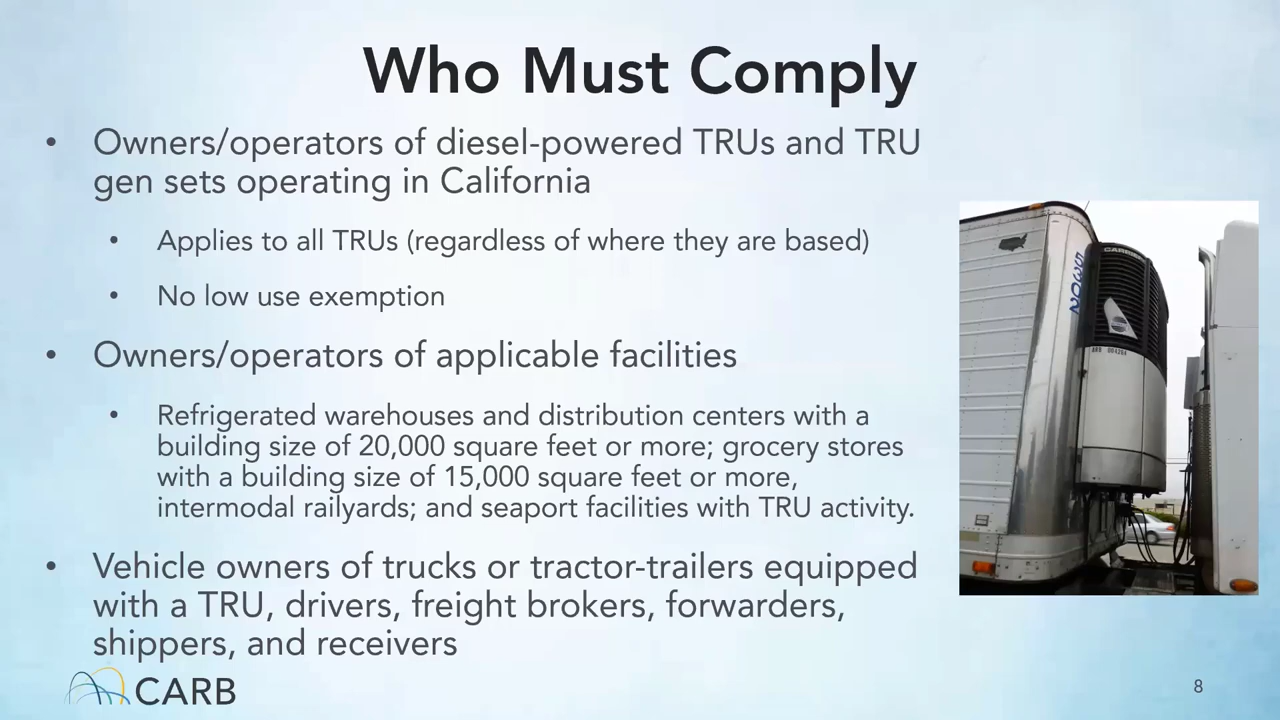 Who Must Comply
• Owners/operators of diesel-powered TRUs and TRU
gen sets operating in California
• Applies to all TRUs (regardless of where they are based)
• No low use exemption
• Owners/operators of applicable facilities
• Refrigerated warehouses and distribution centers with a
building size of 20,000 square feet or more; grocery stores
with a building size of 15,000 square feet or more,
intermodal railyards; and seaport facilities with TRU activity.
• Vehicle owners of trucks or tractor-trailers equipped
with a TRU, drivers, freight brokers, forwarders,
shippers, and receivers
CARRIER
CARB
8